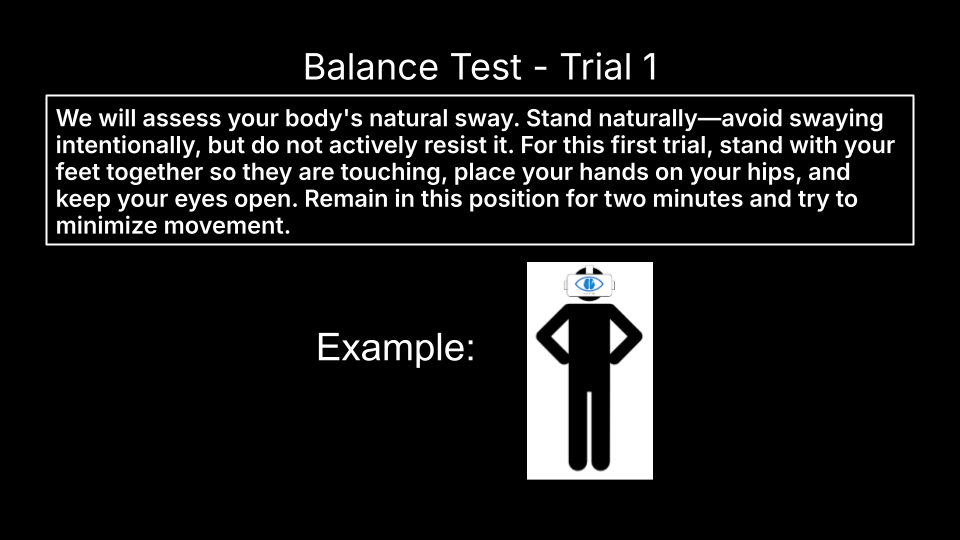 Balance Test - Trial 1
We will assess your body's natural sway. Stand naturally—avoid swaying
intentionally, but do not actively resist it. For this first trial, stand with your
feet together so they are touching, place your hands on your hips, and
keep your eyes open. Remain in this position for two minutes and try to
minimize movement.
Example: